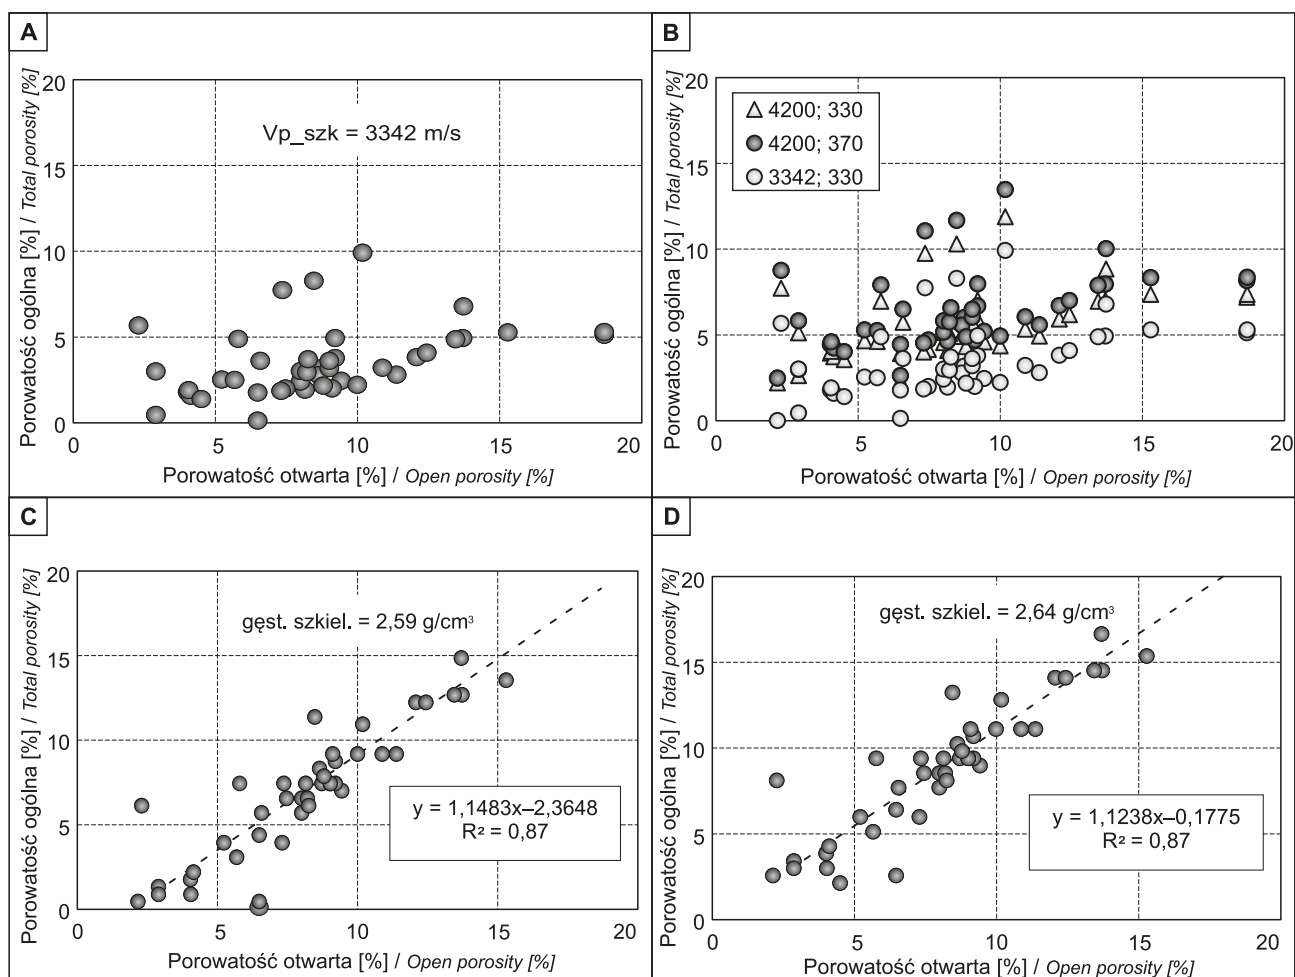 A
Porowatość ogólna [%] / Total porosity [%]
20
15
10
5
0
Vp_szk = 3342 m/s
0
5
10
15
20
Porowatość otwarta [%] / Open porosity [%]
B
Porowatość ogólna [%] / Total porosity [%]
20
15
10
5
0
4200; 330
4200; 370
3342; 330
0
5
10
15
20
Porowatość otwarta [%] / Open porosity [%]
C
Porowatość ogólna [%] / Total porosity [%]
20
15
10
5
0
gęst. szkiel. = 2,59 g/cm³
y = 1,1483x–2,3648
R² = 0,87
0
5
10
15
20
Porowatość otwarta [%] / Open porosity [%]
D
Porowatość ogólna [%] / Total porosity [%]
20
15
10
5
0
gęst. szkiel. = 2,64 g/cm³
y = 1,1238x–0,1775
R² = 0,87
0
5
10
15
20
Porowatość otwarta [%] / Open porosity [%]